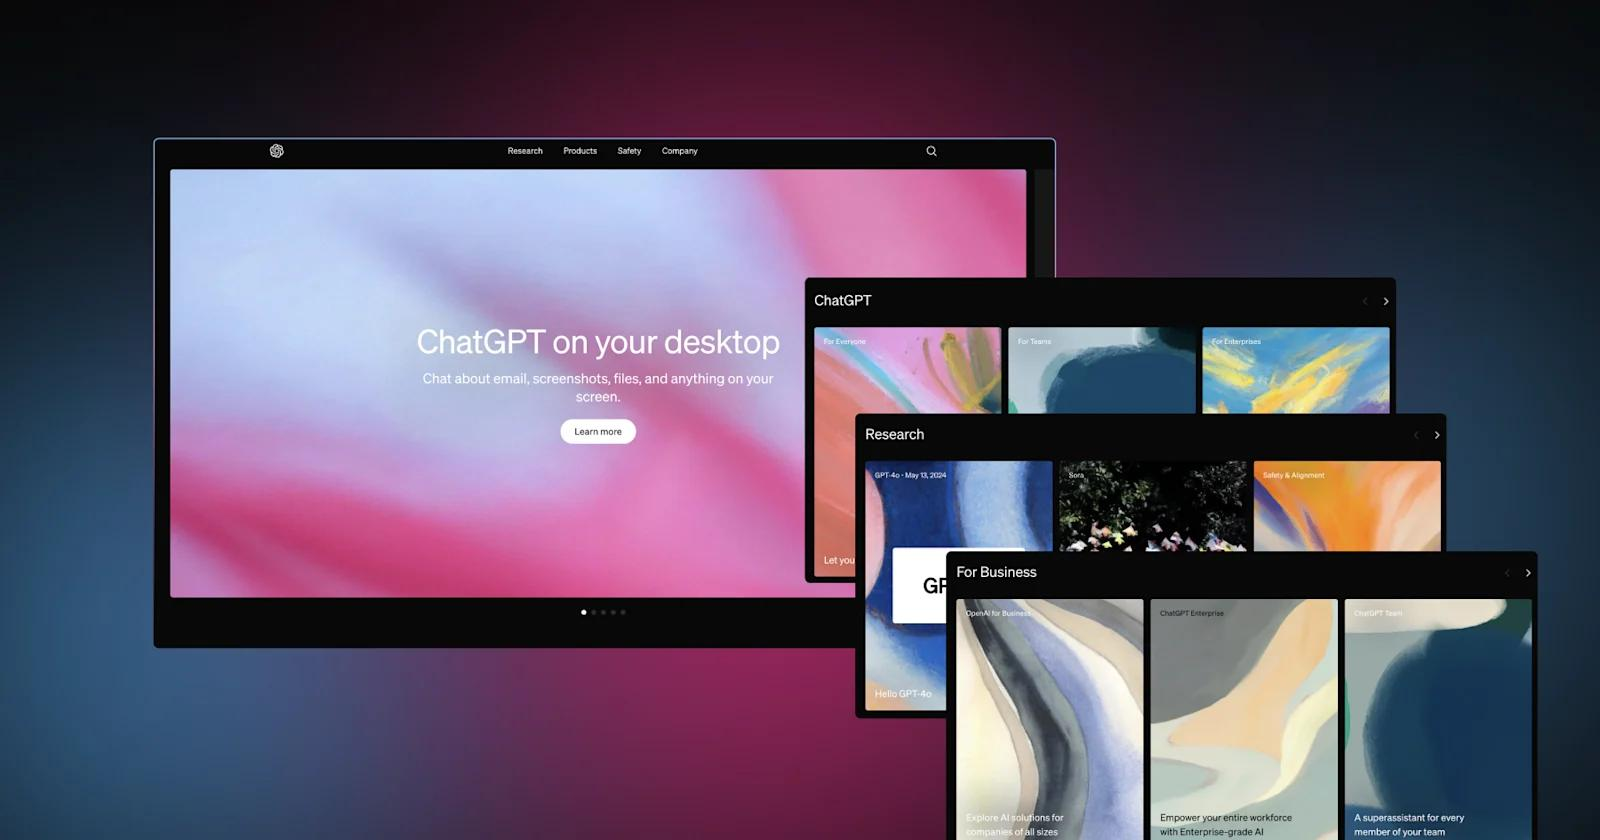 Research Products Safety Company
ChatGPT on your desktop
Chat about email, screenshots, files, and anything on your
screen.
Learn more
ChatGPT
For Everyone
For Teams
For Enterprises
Let you
Research
GPT-4o - May 13, 2024
Sora
Safety & Alignment
GP
Hello GPT-4o
For Business
OpenAI for Business
ChatGPT Enterprise
ChatGPT Team
Explore AI solutions for
companies of all sizes
Empower your entire workforce
with Enterprise-grade AI
A superassistant for every
member of your team